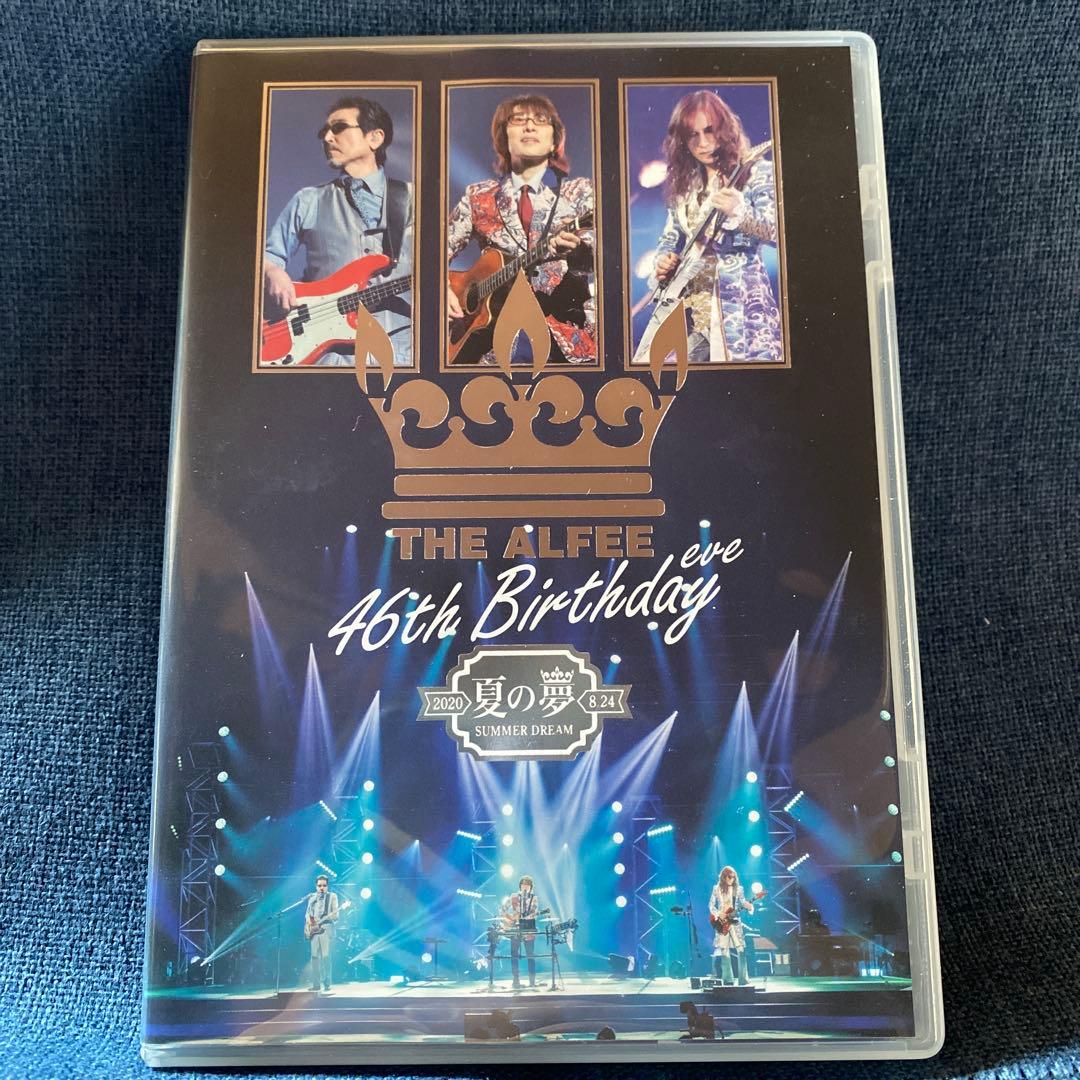 THE ALFEE
46th Birthday eve
2020 夏の夢 8.24
SUMMER DREAM